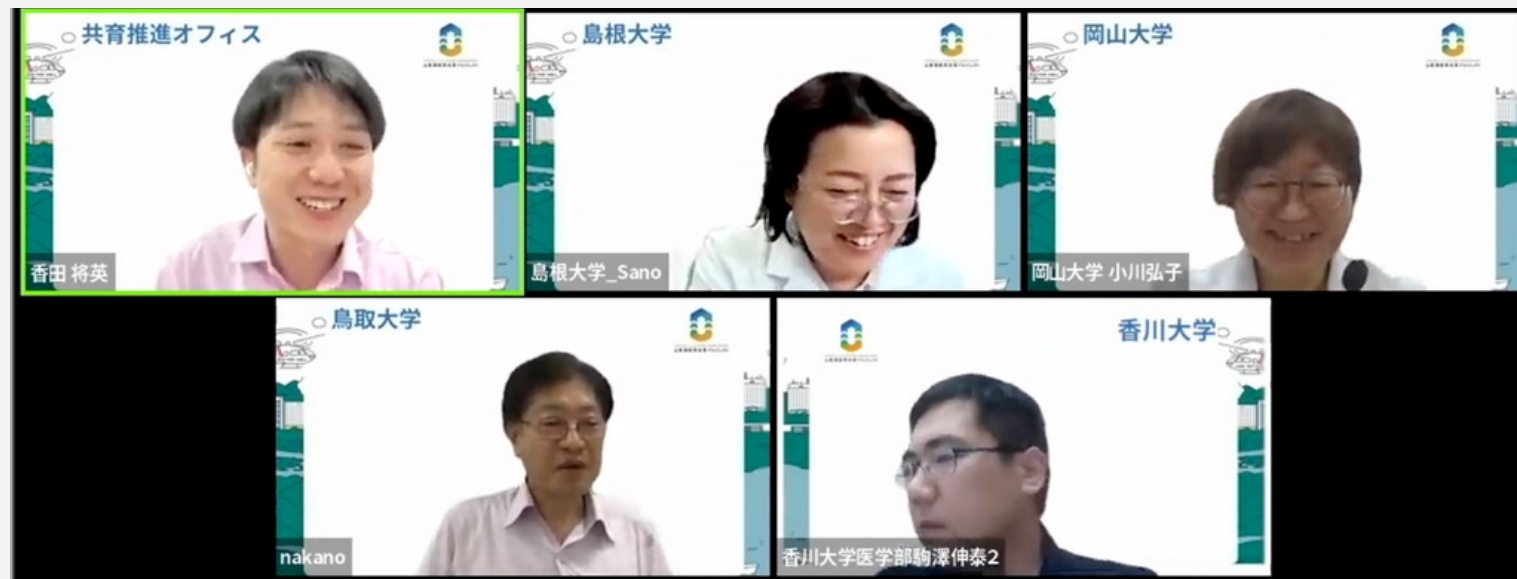 共育推進オフィス
島根大学
岡山大学
香田 将英
島根大学_Sano
岡山大学 小川弘子
鳥取大学
香川大学
nakano
香川大学医学部駒澤伸泰2